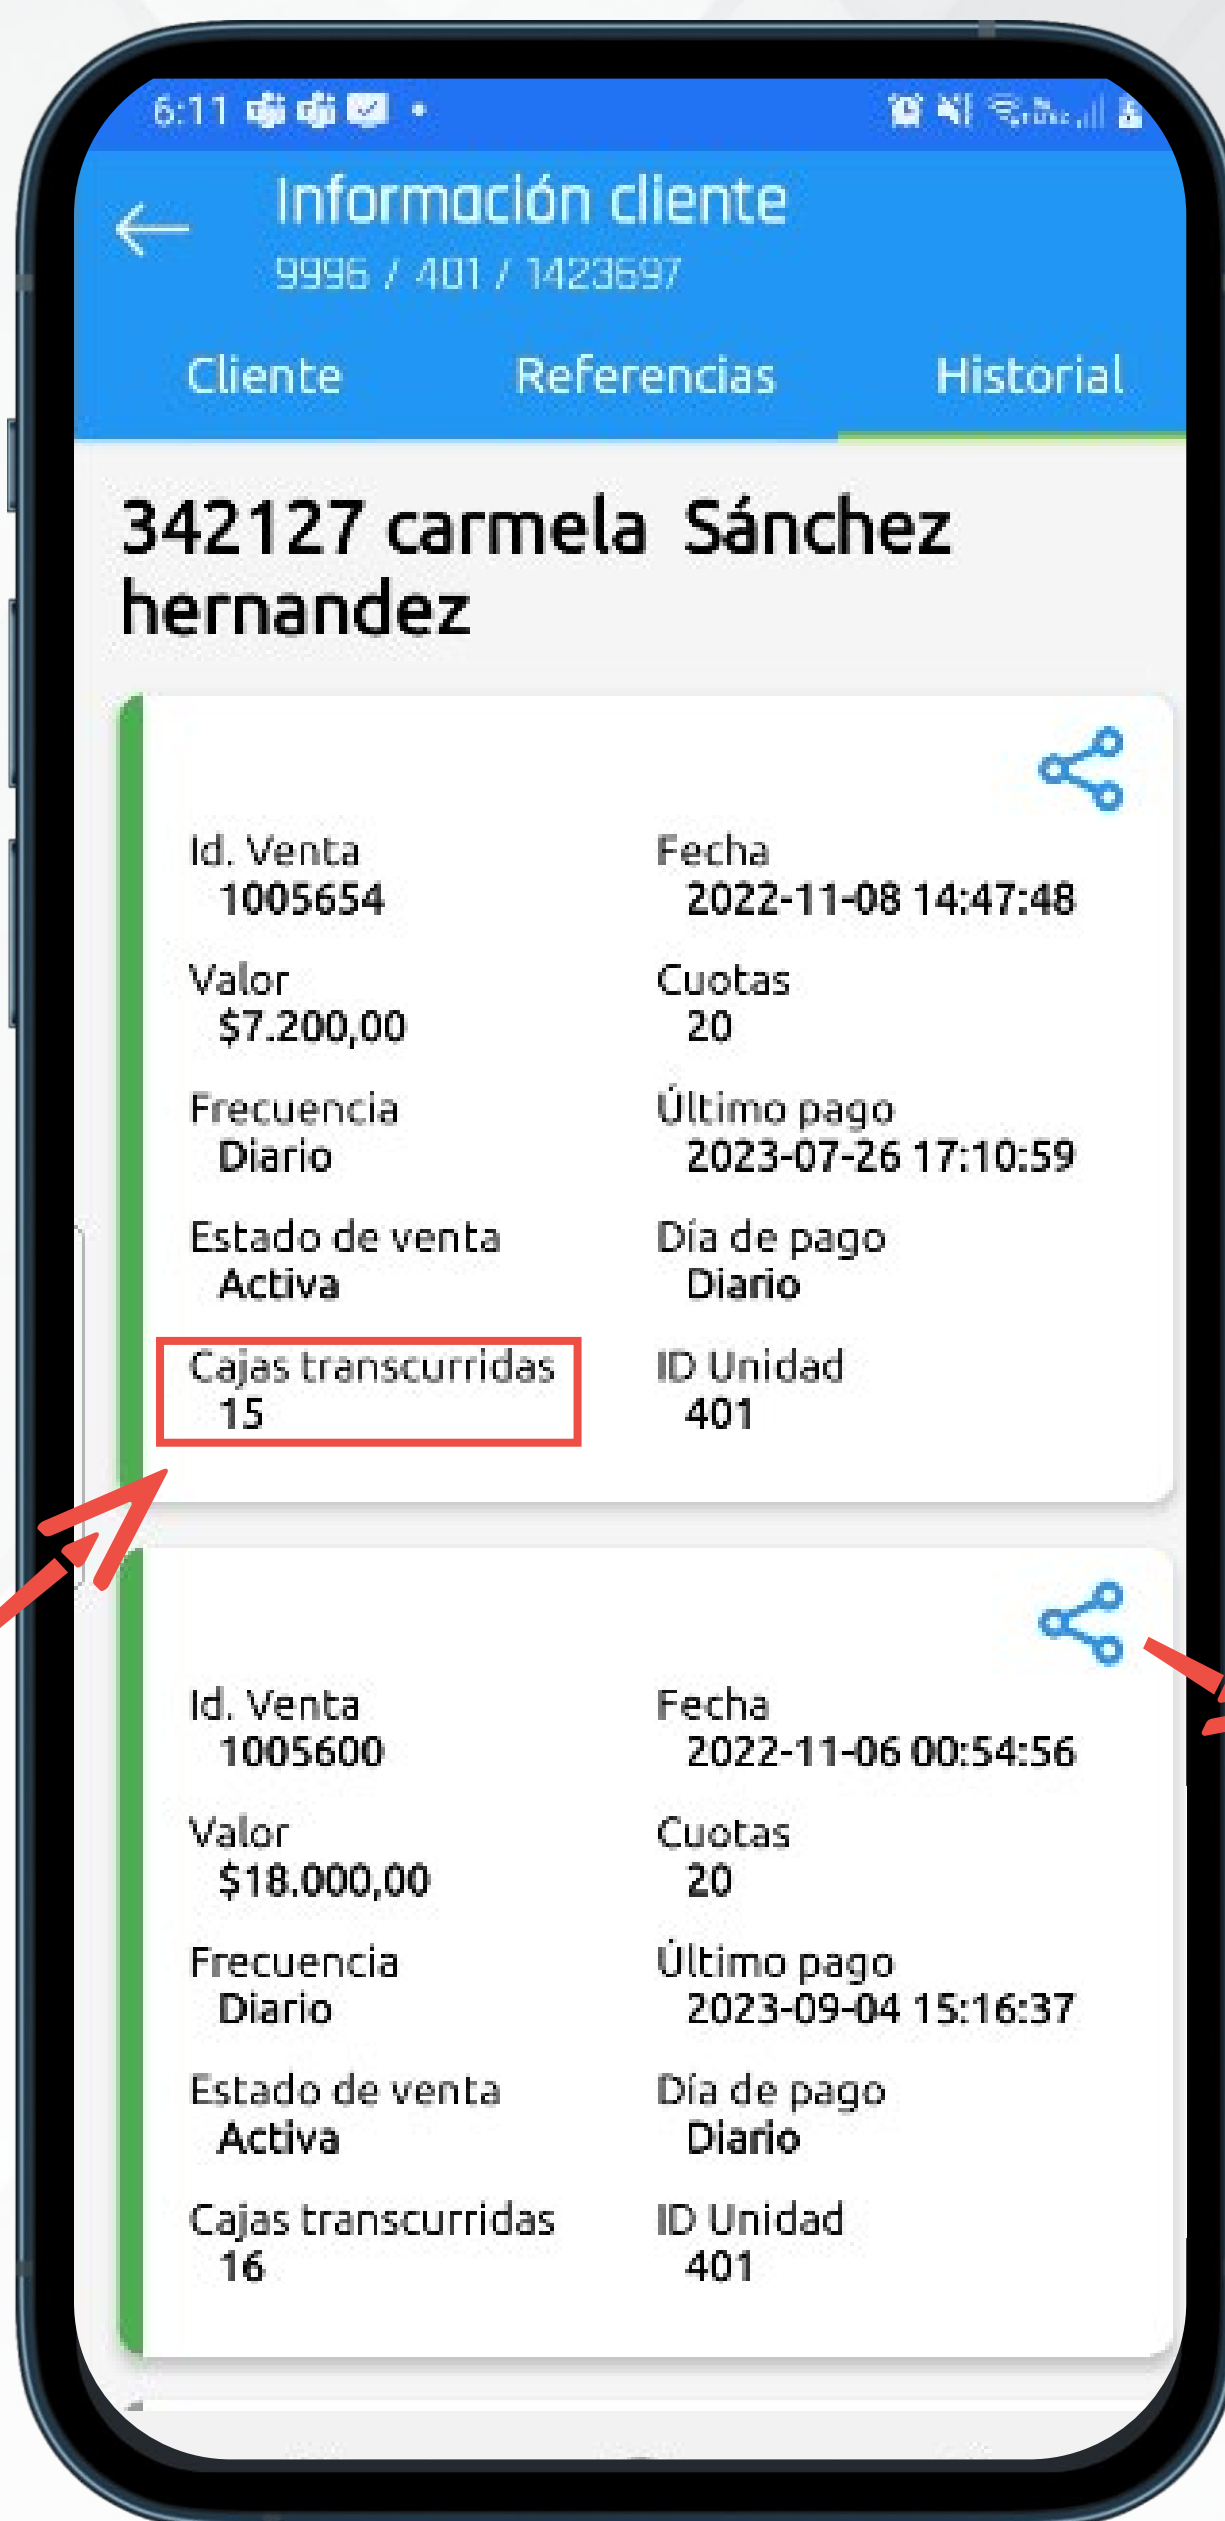 6:11
Información cliente
9996 / 401 / 1423697
Cliente Referencias Historial
342127 carmela Sánchez
hernandez
Id. Venta Fecha
1005654 2022-11-08 14:47:48
Valor Cuotas
$7.200,00 20
Frecuencia Último pago
Diario 2023-07-26 17:10:59
Estado de venta Día de pago
Activa Diario
Cajas transcurridas ID Unidad
15 401
Id. Venta Fecha
1005600 2022-11-06 00:54:56
Valor Cuotas
$18.000,00 20
Frecuencia Último pago
Diario 2023-09-04 15:16:37
Estado de venta Día de pago
Activa Diario
Cajas transcurridas ID Unidad
16 401